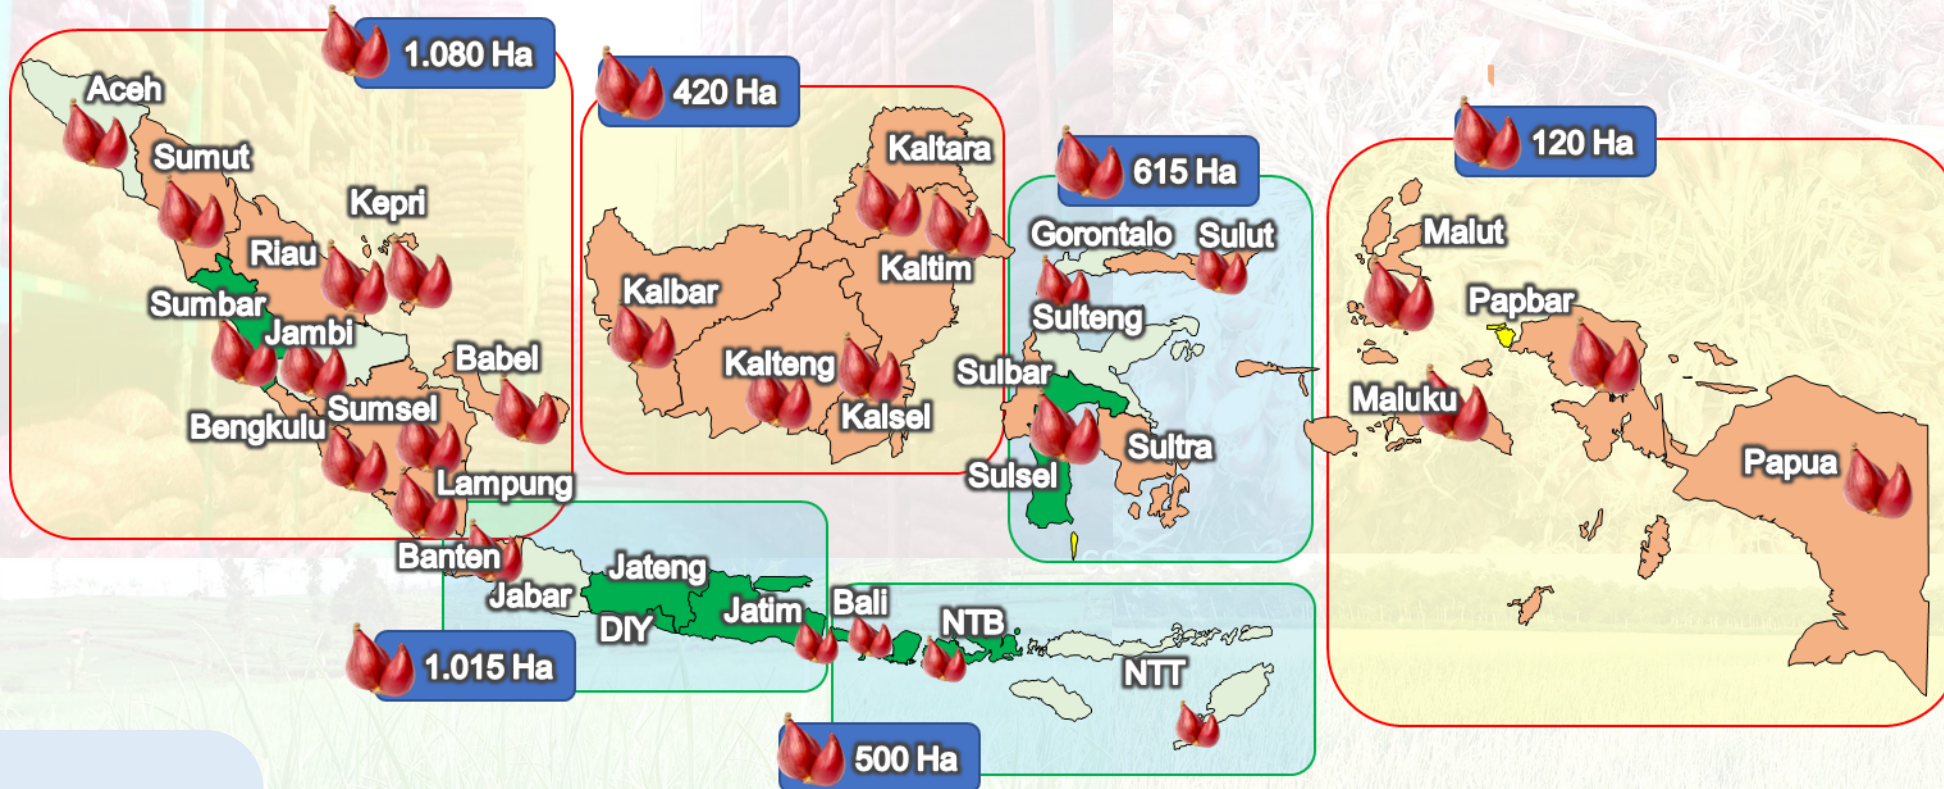 1.080 Ha
Aceh
Sumut
Kepri
Riau
Sumbar
Jambi
Babel
Sumsel
Bengkulu
Lampung
420 Ha
Kaltara
Kaltim
Kalbar
Kalteng
Kalsel
615 Ha
Gorontalo
Sulut
Sulteng
Sulbar
Sultra
Sulsel
120 Ha
Malut
Papbar
Maluku
Papua
Banten
Jabar
Jateng
DIY
Jatim
1.015 Ha
Bali
NTB
NTT
500 Ha